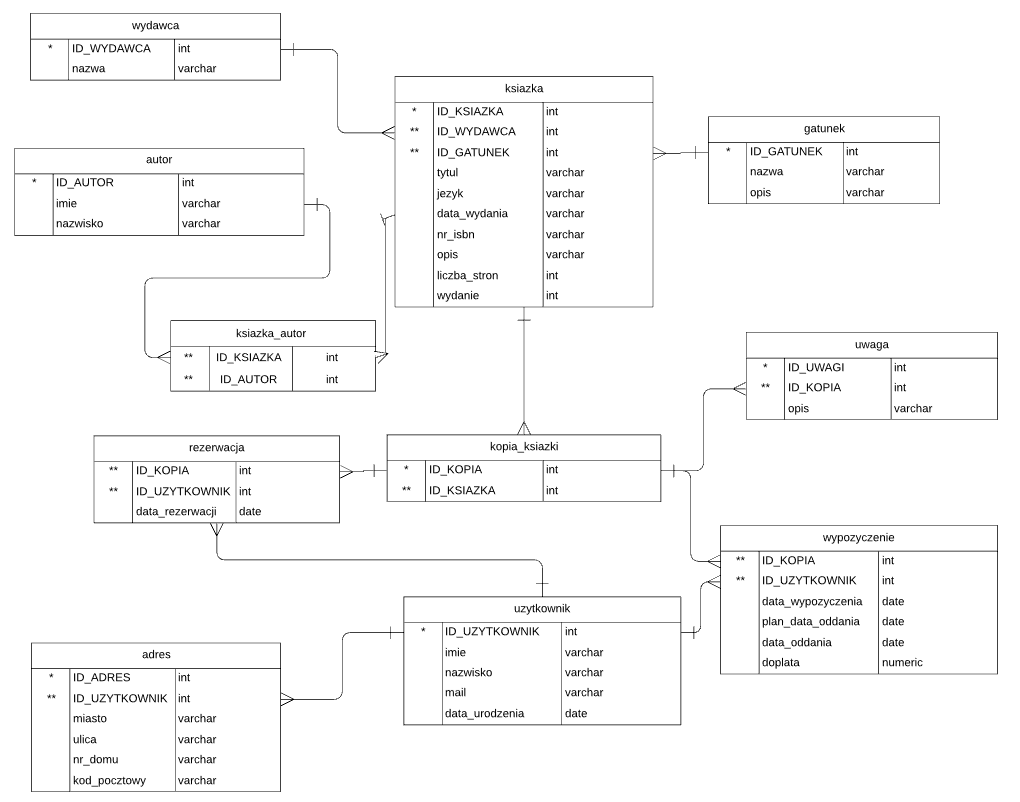 wydawca
* ID_WYDAWCA int
nazwa varchar
ksiazka
* ID_KSIAZKA int
** ID_WYDAWCA int
** ID_GATUNEK int
tytul varchar
jezyk varchar
data_wydania varchar
nr_isbn varchar
opis varchar
liczba_stron int
wydanie int
gatunek
* ID_GATUNEK int
nazwa varchar
opis varchar
autor
* ID_AUTOR int
imie varchar
nazwisko varchar
ksiazka_autor
** ID_KSIAZKA int
** ID_AUTOR int
uwaga
* ID_UWAGI int
** ID_KOPIA int
opis varchar
rezerwacja
** ID_KOPIA int
** ID_UZYTKOWNIK int
data_rezerwacji date
kopia_ksiazki
* ID_KOPIA int
** ID_KSIAZKA int
wypozyczenie
** ID_KOPIA int
** ID_UZYTKOWNIK int
data_wypozyczenia date
plan_data_oddania date
data_oddania date
doplata numeric
uzytkownik
* ID_UZYTKOWNIK int
imie varchar
nazwisko varchar
mail varchar
data_urodzenia date
adres
* ID_ADRES int
** ID_UZYTKOWNIK int
miasto varchar
ulica varchar
nr_domu varchar
kod_pocztowy varchar